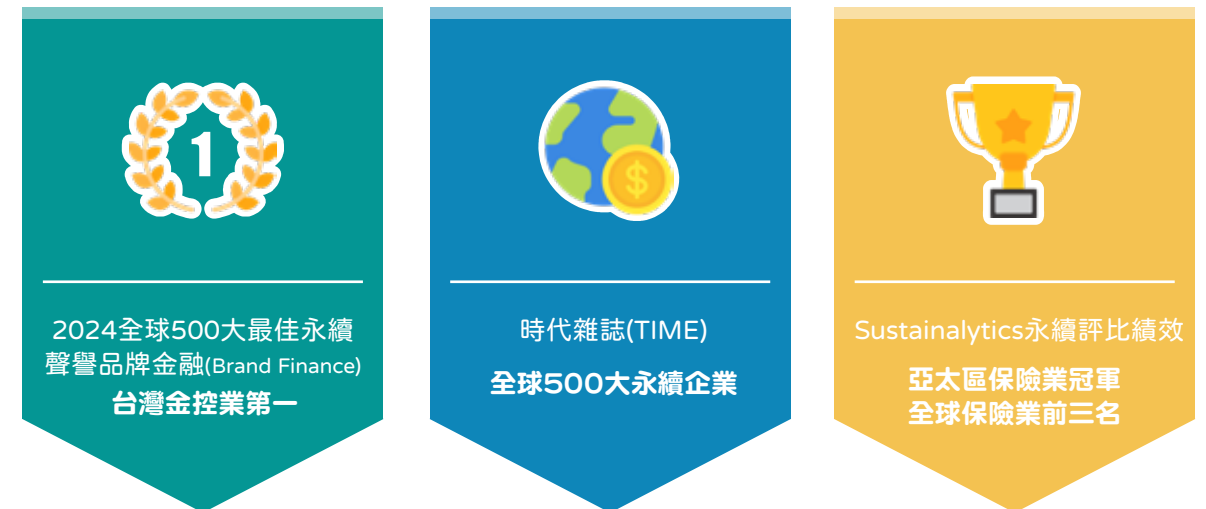 1
2024全球500大最佳永續
聲譽品牌金融(Brand Finance)
台灣金控業第一
$
時代雜誌(TIME)
全球500大永續企業
Sustainalytics永續評比績效
亞太區保險業冠軍
全球保險業前三名